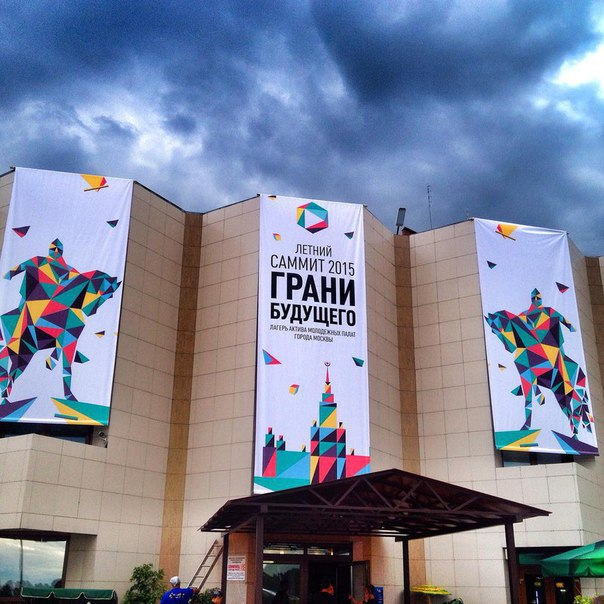 ЛЕТНИЙ
САММИТ 2015
ГРАНИ
БУДУЩЕГО
ЛАГЕРЬ АКТИВА МОЛОДЕЖНЫХ ПАЛАТ
ГОРОДА МОСКВЫ